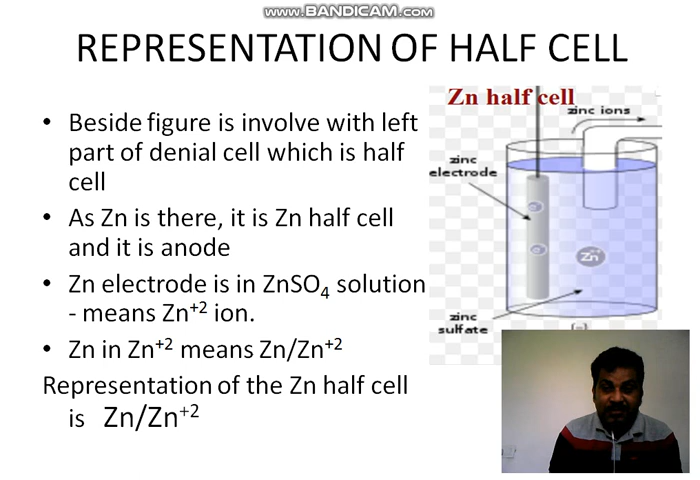 www.BANDICAM.com
REPRESENTATION OF HALF CELL
• Beside figure is involve with left
part of denial cell which is half
cell
• As Zn is there, it is Zn half cell
and it is anode
• Zn electrode is in ZnSO₄ solution
- means Zn⁺² ion.
• Zn in Zn⁺² means Zn/Zn⁺²
Representation of the Zn half cell
is Zn/Zn⁺²
Zn half cell
zinc ions
zinc
electrode
Zn
zinc
sulfate
(−)